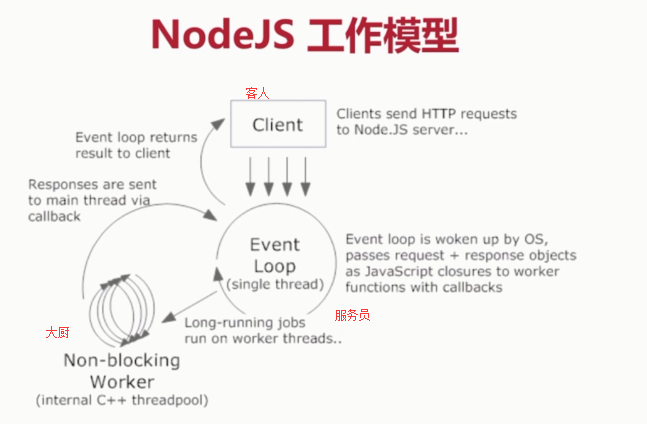 NodeJS 工作模型
客人
Client
Clients send HTTP requests
to Node.JS server...
Event loop returns
result to client
Responses are sent
to main thread via
callback
Event
Loop
(single thread)
Event loop is woken up by OS,
passes request + response objects
as JavaScript closures to worker
functions with callbacks
服务员
Long-running jobs
run on worker threads..
大厨
Non-blocking
Worker
(internal C++ threadpool)